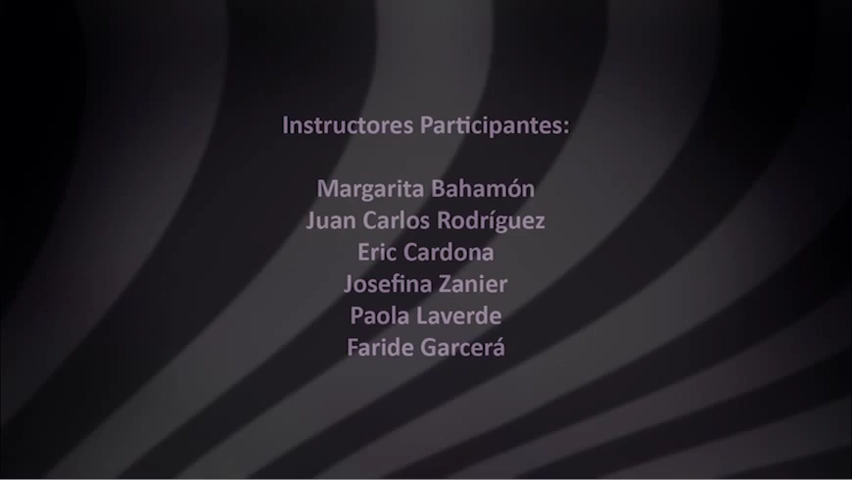 Instructores Participantes:
Margarita Bahamón
Juan Carlos Rodríguez
Eric Cardona
Josefina Zanier
Paola Laverde
Faride Garcerá